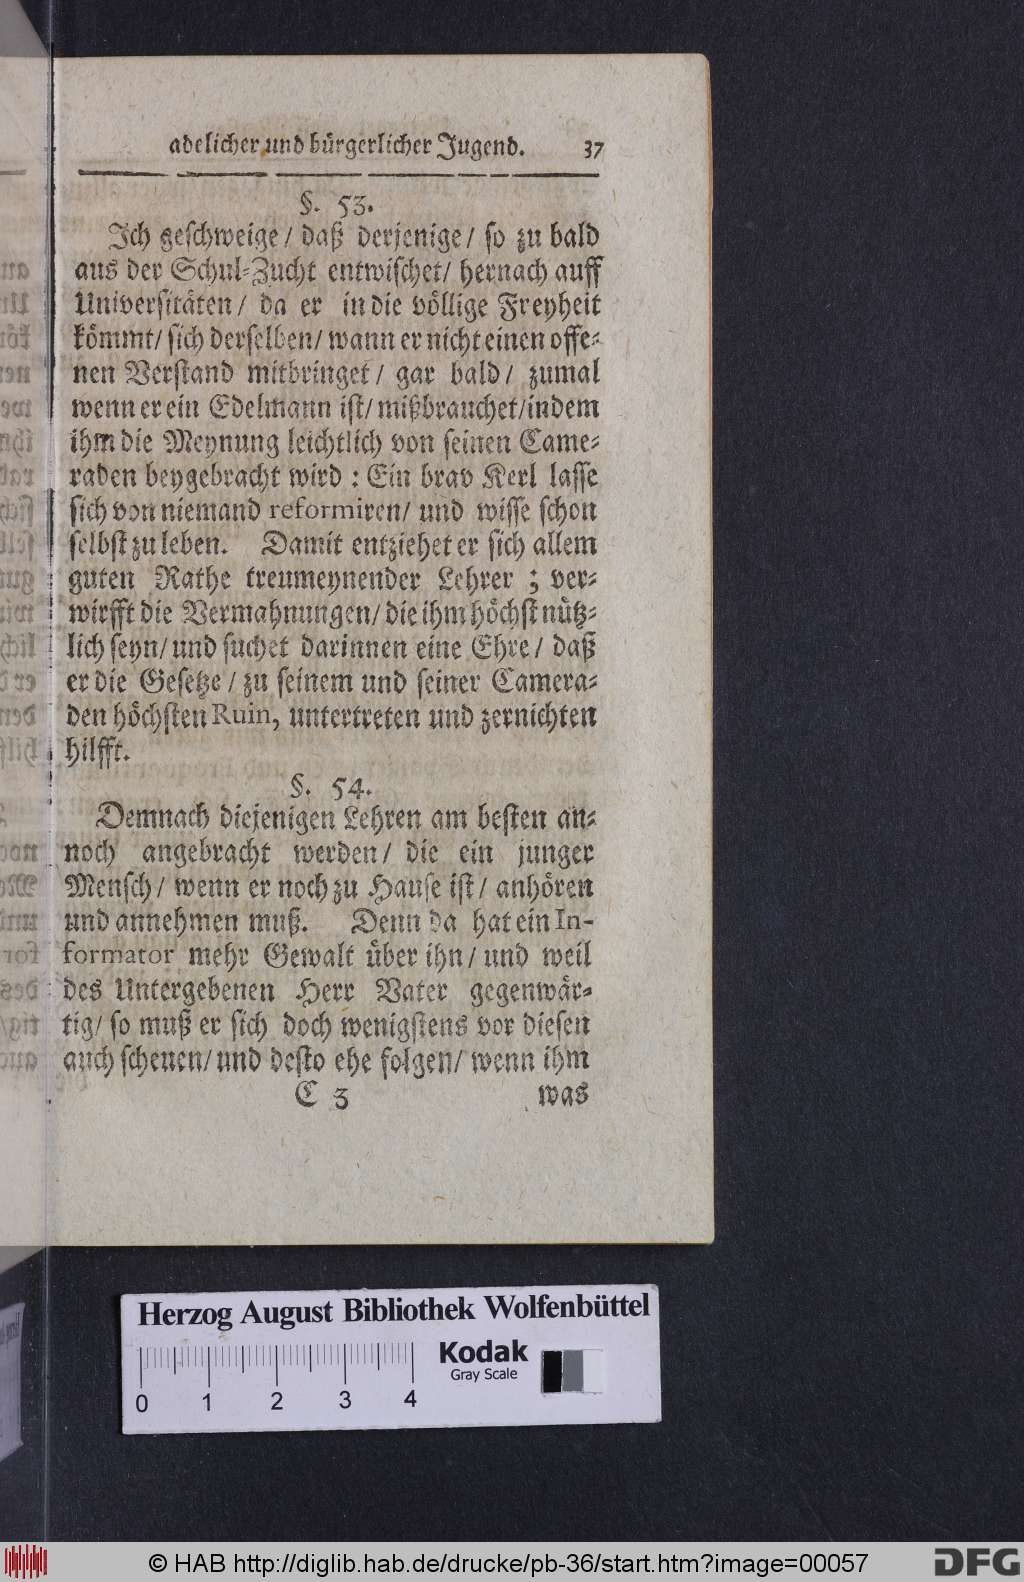 adelicher und bürgerlicher Jugend. 37
§. 53.
Ich geschweige / daß derjenige / so zu bald
aus der Schul-Zucht entwischet / hernach auff
Universitäten / da er in die völlige Freyheit
kömmt / sich derselben / wann er nicht einen offe-
nen Verstand mitbringet / gar bald / zumal
wenn er ein Edelmann ist / mißbrauchet / indem
ihm die Meynung leichtlich von seinen Came-
raden beygebracht wird : Ein brav Kerl lasse
sich von niemand reformiren / und wisse schon
selbst zu leben. Damit entziehet er sich allem
guten Rathe treumeynender Lehrer ; ver-
wirfft die Vermahnungen / die ihm höchst nütz-
lich seyn / und suchet darinnen eine Ehre / daß
er die Gesetze / zu seinem und seiner Camera-
den höchsten Ruin, untertreten und zernichten
hilfft.
§. 54.
Demnach diejenigen Lehren am besten an-
noch angebracht werden / die ein junger
Mensch / wenn er noch zu Hause ist / anhören
und annehmen muß. Denn da hat ein In-
formator mehr Gewalt über ihn / und weil
des Untergebenen Herr Vater gegenwär-
tig / so muß er sich doch wenigstens vor diesen
auch scheuen / und desto ehe folgen / wenn ihm
C 3 was
Herzog August Bibliothek Wolfenbüttel
Kodak
Gray Scale
0 1 2 3 4
© HAB http://diglib.hab.de/drucke/pb-36/start.htm?image=00057
DFG